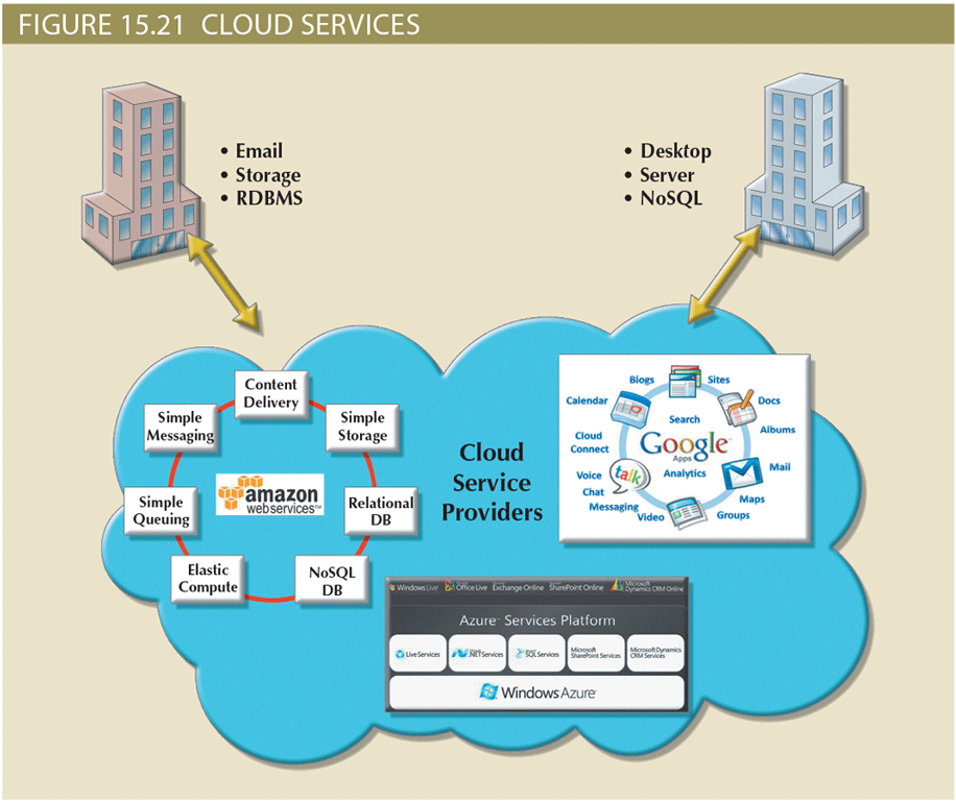 FIGURE 15.21 CLOUD SERVICES
• Email
• Storage
• RDBMS
• Desktop
• Server
• NoSQL
Content
Delivery
Simple
Messaging
Simple
Storage
Simple
Queuing
amazon
webservices™
Relational
DB
Elastic
Compute
NoSQL
DB
Cloud
Service
Providers
Blogs
Sites
Calendar
Docs
Search
Albums
Cloud
Connect
Google™
Apps
Voice
talk
Analytics
Mail
Chat
Maps
Messaging
Video
Groups
Windows Live
Office Live
Exchange Online
SharePoint Online
Microsoft
Dynamics CRM Online
Azure™ Services Platform
Live Services
.NET Services
SQL Services
Microsoft
SharePoint Services
Microsoft Dynamics
CRM Services
Windows Azure™